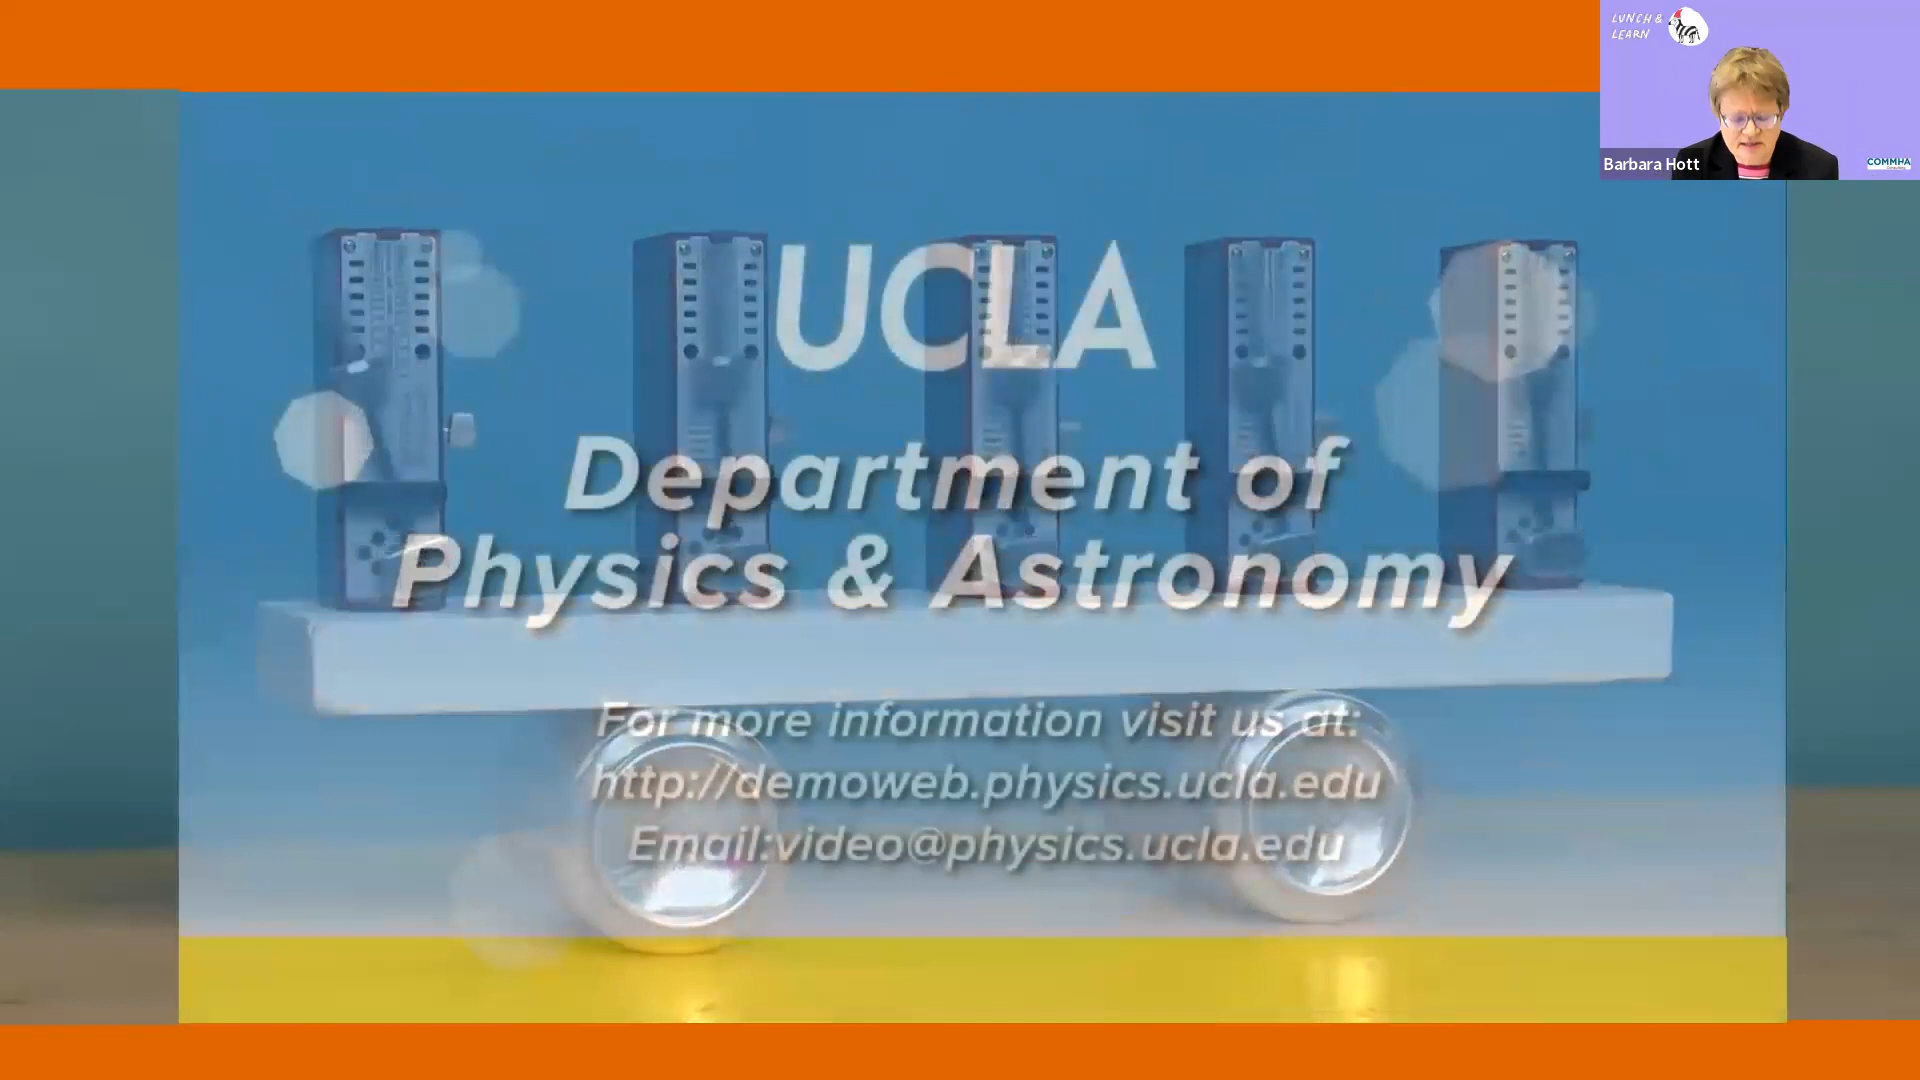 LUNCH &
LEARN
Barbara Hott
COMMHA
UCLA
Department of
Physics & Astronomy
For more information visit us at:
http://demoweb.physics.ucla.edu
Email:video@physics.ucla.edu